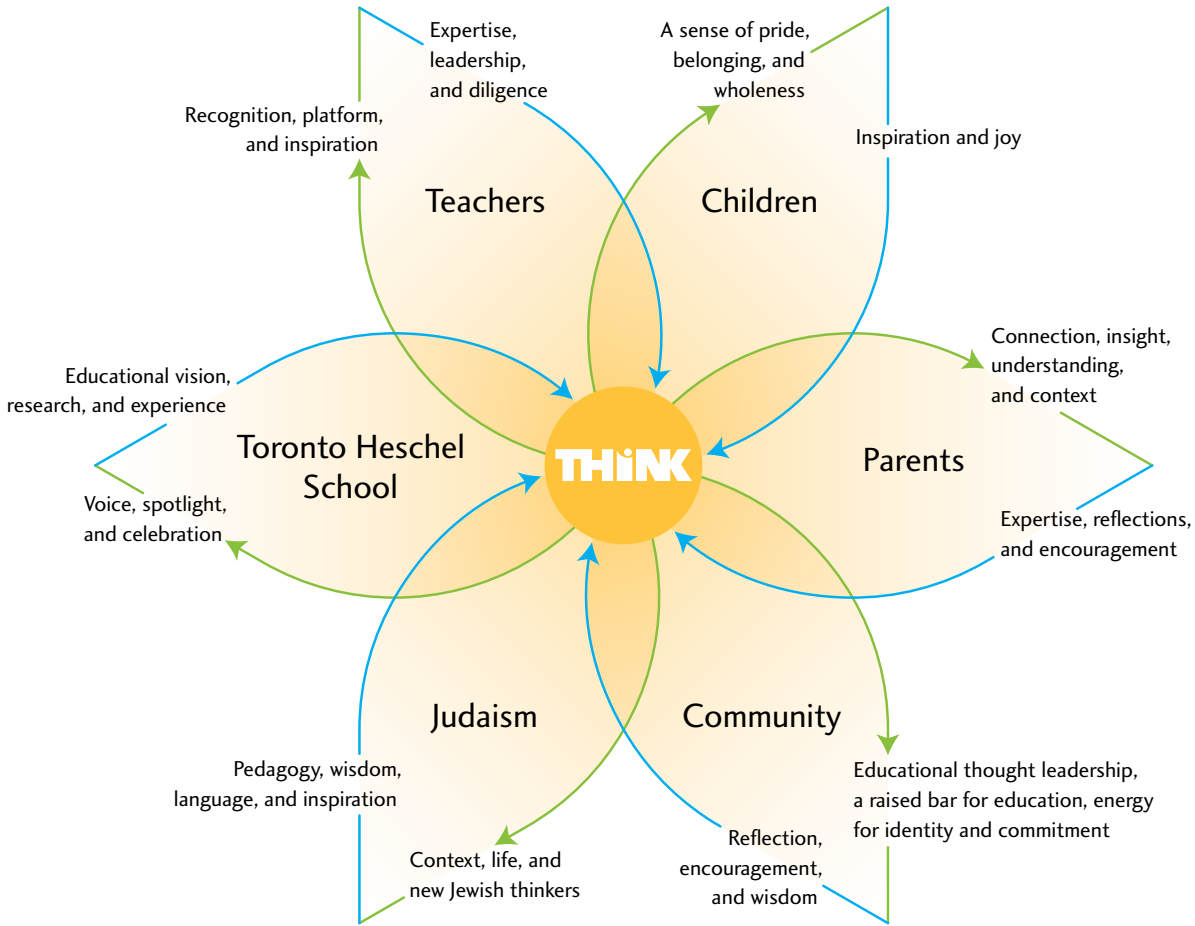 Expertise,
leadership,
and diligence
A sense of pride,
belonging, and
wholeness
Recognition, platform,
and inspiration
Inspiration and joy
Teachers
Children
Connection, insight,
understanding,
and context
Educational vision,
research, and experience
Toronto Heschel
School
THiNK
Parents
Voice, spotlight,
and celebration
Expertise, reflections,
and encouragement
Judaism
Community
Pedagogy, wisdom,
language, and inspiration
Educational thought leadership,
a raised bar for education, energy
for identity and commitment
Context, life, and
new Jewish thinkers
Reflection,
encouragement,
and wisdom